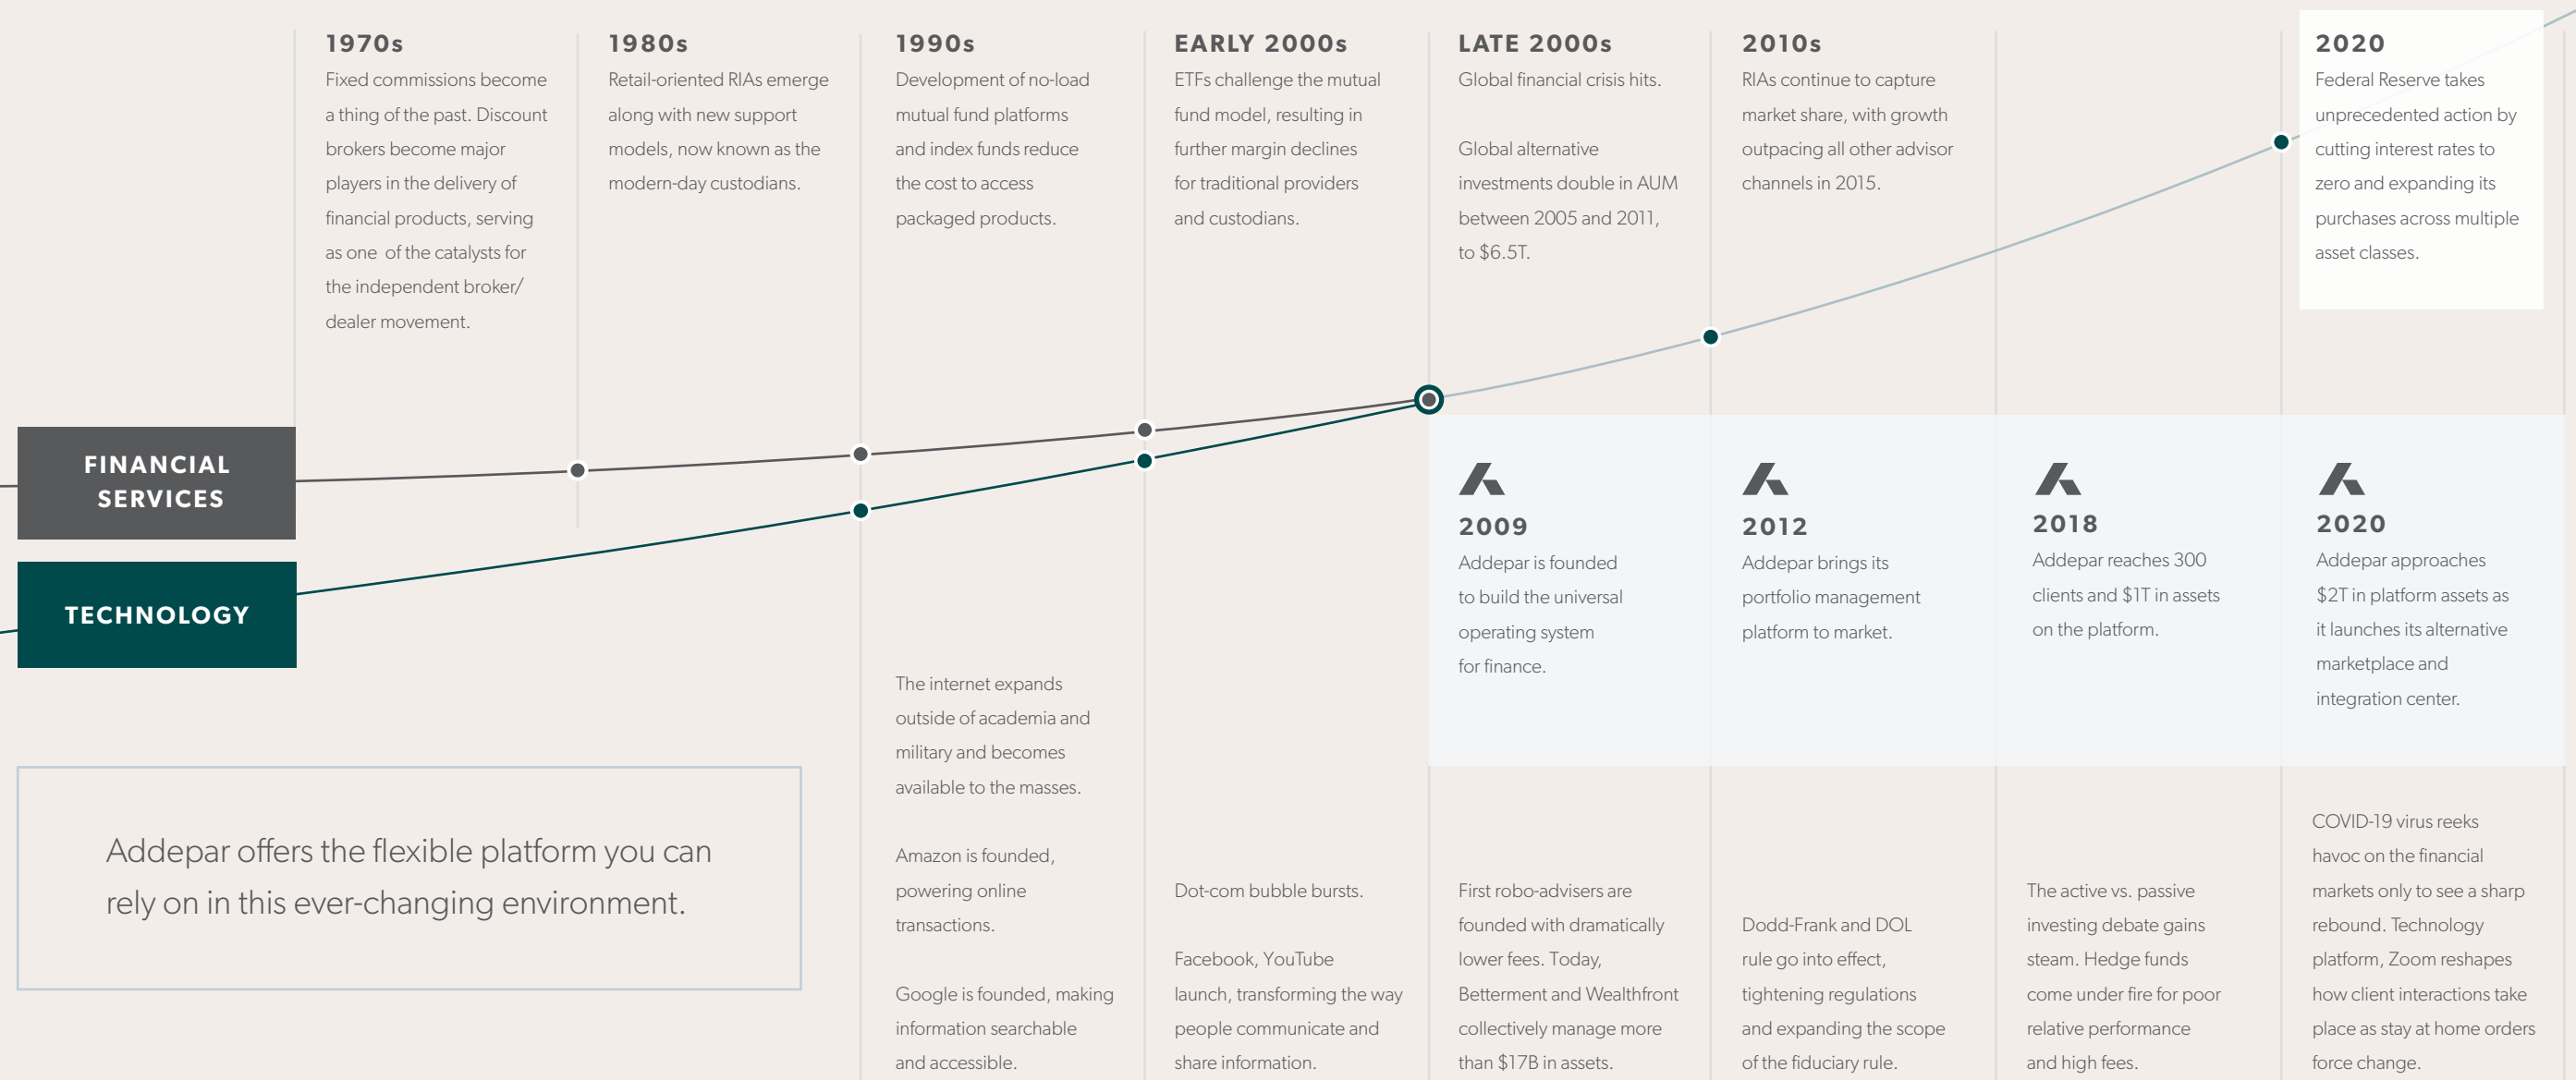 1970s
Fixed commissions become
a thing of the past. Discount
brokers become major
players in the delivery of
financial products, serving
as one  of the catalysts for
the independent broker/
dealer movement.
1980s
Retail-oriented RIAs emerge
along with new support
models, now known as the
modern-day custodians.
1990s
Development of no-load
mutual fund platforms
and index funds reduce
the cost to access
packaged products.
EARLY 2000s
ETFs challenge the mutual
fund model, resulting in
further margin declines
for traditional providers
and custodians.
LATE 2000s
Global financial crisis hits.
Global alternative
investments double in AUM
between 2005 and 2011,
to $6.5T.
2010s
RIAs continue to capture
market share, with growth
outpacing all other advisor
channels in 2015.
2020
Federal Reserve takes
unprecedented action by
cutting interest rates to
zero and expanding its
purchases across multiple
asset classes.
FINANCIAL
SERVICES
TECHNOLOGY
2009
Addepar is founded
to build the universal
operating system
for finance.
2012
Addepar brings its
portfolio management
platform to market.
2018
Addepar reaches 300
clients and $1T in assets
on the platform.
2020
Addepar approaches
$2T in platform assets as
it launches its alternative
marketplace and
integration center.
Addepar offers the flexible platform you can
rely on in this ever-changing environment.
The internet expands
outside of academia and
military and becomes
available to the masses.
Amazon is founded,
powering online
transactions.
Google is founded, making
information searchable
and accessible.
Dot-com bubble bursts.
Facebook, YouTube
launch, transforming the way
people communicate and
share information.
First robo-advisers are
founded with dramatically
lower fees. Today,
Betterment and Wealthfront
collectively manage more
than $17B in assets.
Dodd-Frank and DOL
rule go into effect,
tightening regulations
and expanding the scope
of the fiduciary rule.
The active vs. passive
investing debate gains
steam. Hedge funds
come under fire for poor
relative performance
and high fees.
COVID-19 virus reeks
havoc on the financial
markets only to see a sharp
rebound. Technology
platform, Zoom reshapes
how client interactions take
place as stay at home orders
force change.